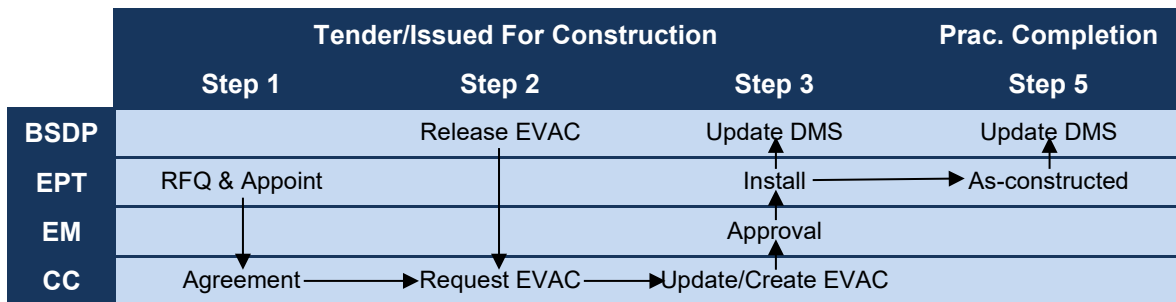 Tender/Issued For Construction Prac. Completion
Step 1 Step 2 Step 3 Step 5
BSDP Release EVAC Update DMS Update DMS
EPT RFQ & Appoint Install As-constructed
EM Approval
CC Agreement Request EVAC Update/Create EVAC